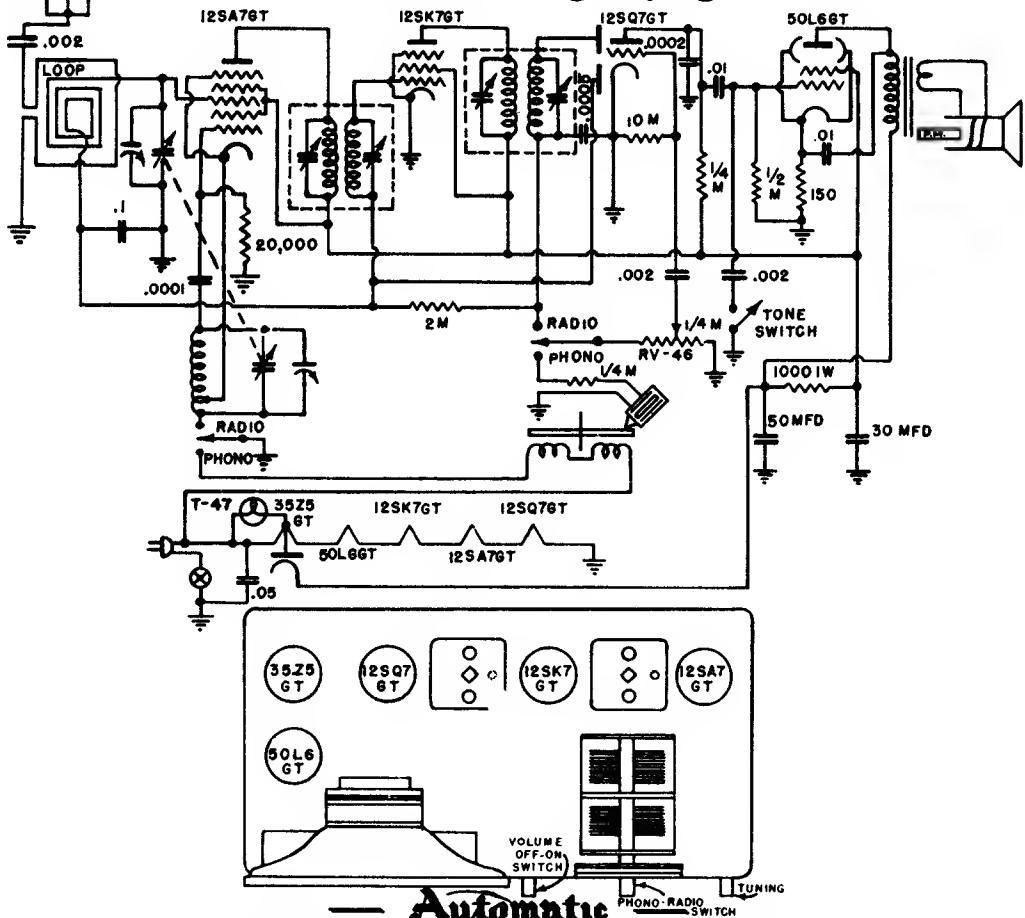 12SA7GT
12SK7GT
12SQ7GT
50L6GT
.002
LOOP
.0002
.01
.0005
10 M
.01
1/4
M
1/2
M
150
.1
20,000
.0001
.002
.002
2M
RADIO
PHONO
1/4 M
RV-46
TONE
SWITCH
1/4 M
1000 1W
50MFD
30 MFD
RADIO
PHONO
T-47
35Z5
GT
12SK7GT
12SQ7GT
50L6GT
12SA7GT
.05
35Z5
GT
12SQ7
GT
12SK7
GT
12SA7
GT
50L6
GT
VOLUME
OFF-ON
SWITCH
PHONO-RADIO
SWITCH
TUNING
Automatic